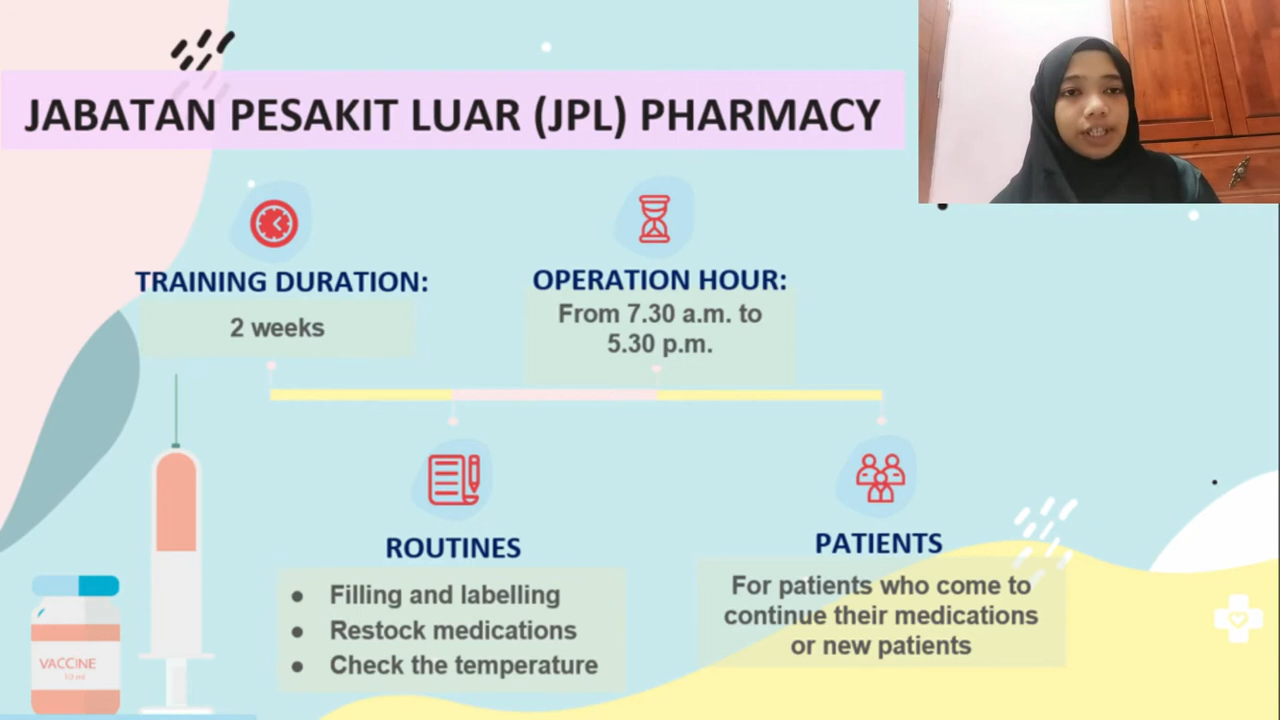 JABATAN PESAKIT LUAR (JPL) PHARMACY
TRAINING DURATION:
2 weeks
OPERATION HOUR:
From 7.30 a.m. to
5.30 p.m.
ROUTINES
● Filling and labelling
● Restock medications
● Check the temperature
PATIENTS
For patients who come to
continue their medications
or new patients
VACCINE
10 ml